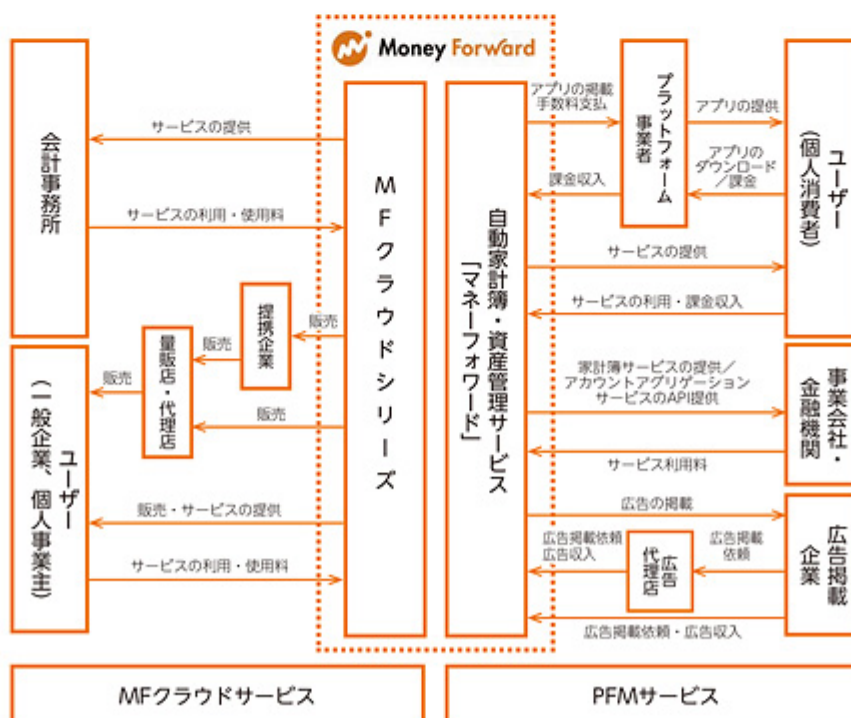 Money Forward
会計事務所
サービスの提供
サービスの利用・使用料
提携企業
量販店・代理店
販売
販売
販売
販売
ユーザー
(一般企業、個人事業主)
販売・サービスの提供
サービスの利用・使用料
MFクラウドシリーズ
自動家計簿・資産管理サービス
「マネーフォワード」
アプリの掲載
手数料支払
課金収入
プラットフォーム
事業者
アプリの提供
アプリの
ダウンロード
/課金
ユーザー
(個人消費者)
サービスの提供
サービスの利用・課金収入
家計簿サービスの提供/
アカウントアグリゲーション
サービスのAPI提供
サービス利用料
事業会社・
金融機関
広告の掲載
広告掲載依頼
広告収入
広告
代理店
広告掲載
依頼
広告掲載依頼・広告収入
広告掲載
企業
MFクラウドサービス
PFMサービス